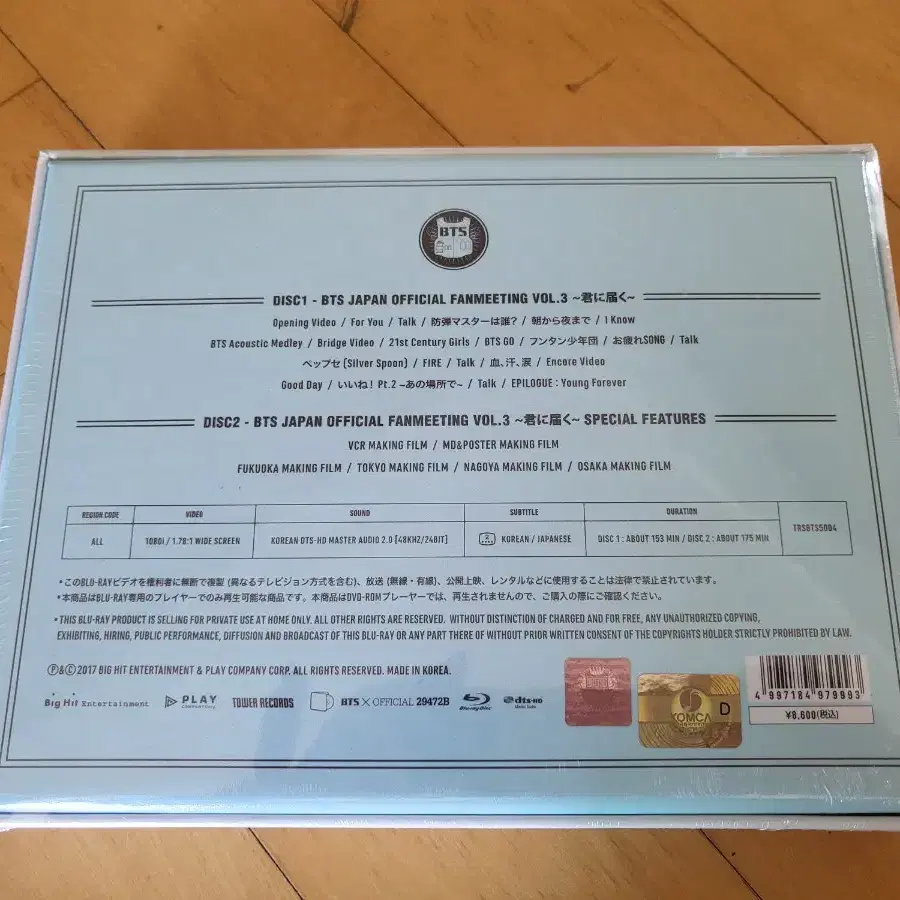 BTS
DISC1 - BTS JAPAN OFFICIAL FANMEETING VOL.3 ~君に届く~
Opening Video / For You / Talk / 防弾マスターは誰? / 朝から夜まで / I Know
BTS Acoustic Medley / Bridge Video / 21st Century Girls / BTS GO / フンタン少年団 / お疲れSONG / Talk
ペップセ (Silver Spoon) / FIRE / Talk / 血、汗、涙 / Encore Video
Good Day / いいね! Pt.2 ~あの場所で~ / Talk / EPILOGUE : Young Forever
DISC2 - BTS JAPAN OFFICIAL FANMEETING VOL.3 ~君に届く~ SPECIAL FEATURES
VCR MAKING FILM / MD&POSTER MAKING FILM
FUKUOKA MAKING FILM / TOKYO MAKING FILM / NAGOYA MAKING FILM / OSAKA MAKING FILM
REGION CODE VIDEO SOUND SUBTITLE DURATION TRSBTS5004
ALL 1080i / 1.78:1 WIDE SCREEN KOREAN DTS-HD MASTER AUDIO 2.0 [48KHZ/24BIT] 2 KOREAN / JAPANESE DISC 1 : ABOUT 153 MIN / DISC 2 : ABOUT 175 MIN
•このBLU-RAYビデオを権利者に無断で複製 (異なるテレビジョン方式を含む)、放送 (無線・有線)、公開上映、レンタルなどに使用することは法律で禁止されています。
•本商品はBLU-RAY専用のプレイヤーでのみ再生可能な商品です。本商品はDVD-ROMプレーヤーでは、再生されませんので、ご購入の際にご確認ください。
•THIS BLU-RAY PRODUCT IS SELLING FOR PRIVATE USE AT HOME ONLY. ALL OTHER RIGHTS ARE RESERVED. WITHOUT DISTINCTION OF CHARGED AND FOR FREE, ANY UNAUTHORIZED COPYING,
EXHIBITING, HIRING, PUBLIC PERFORMANCE, DIFFUSION AND BROADCAST OF THIS BLU-RAY OR ANY PART THERE OF WITHOUT PRIOR WRITTEN CONSENT OF THE COPYRIGHTS HOLDER STRICTLY PROHIBITED BY LAW.
Ⓟ&Ⓒ 2017 BIG HIT ENTERTAINMENT & PLAY COMPANY CORP. ALL RIGHTS RESERVED. MADE IN KOREA.
Big Hit Entertainment PLAY COMPANY CORP. TOWER RECORDS BTS X OFFICIAL 29472B Blu-ray Disc dts-HD Master Audio
KOMCA D
4 997184 979993
¥8,600(税込)